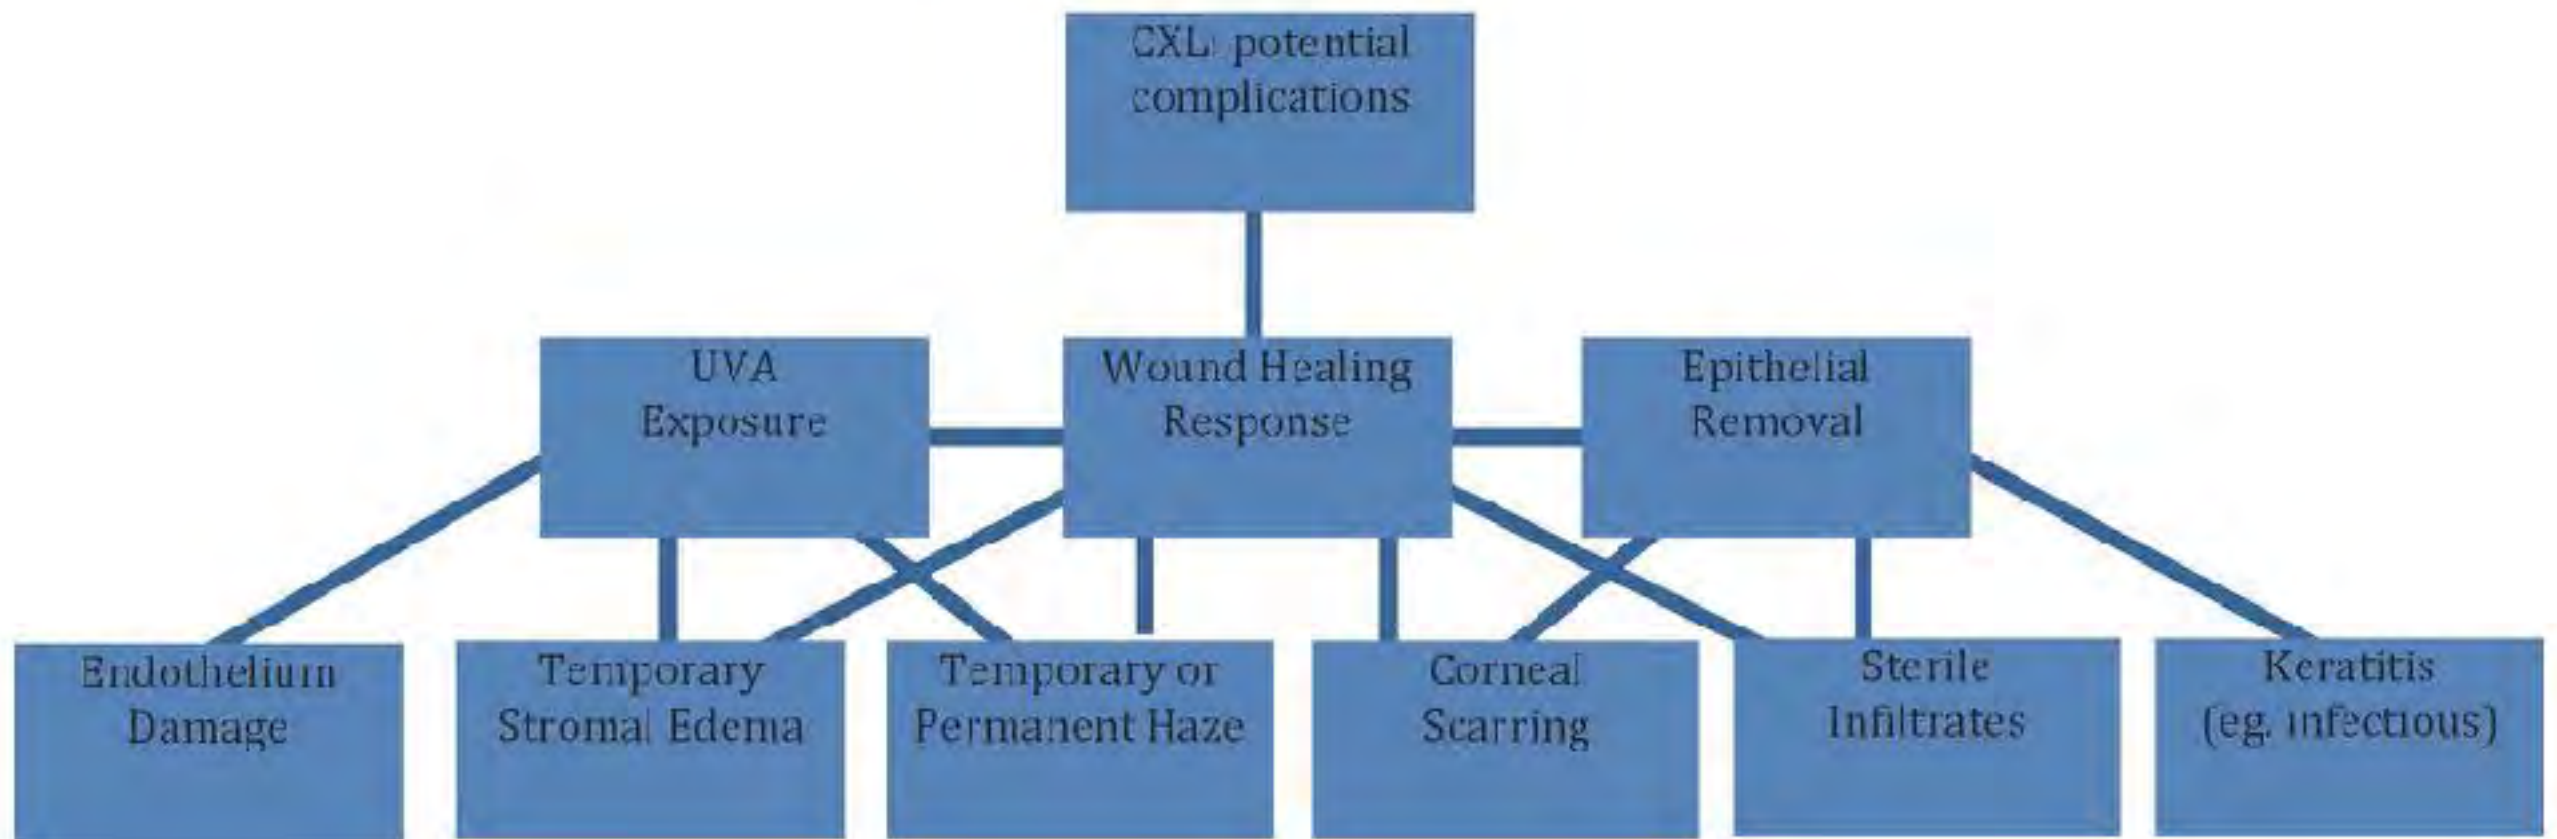 CXL: potential
complications
UVA
Exposure
Wound Healing
Response
Epithelial
Removal
Endothelium
Damage
Temporary
Stromal Edema
Temporary or
Permanent Haze
Corneal
Scarring
Sterile
Infiltrates
Keratitis
(eg. infectious)